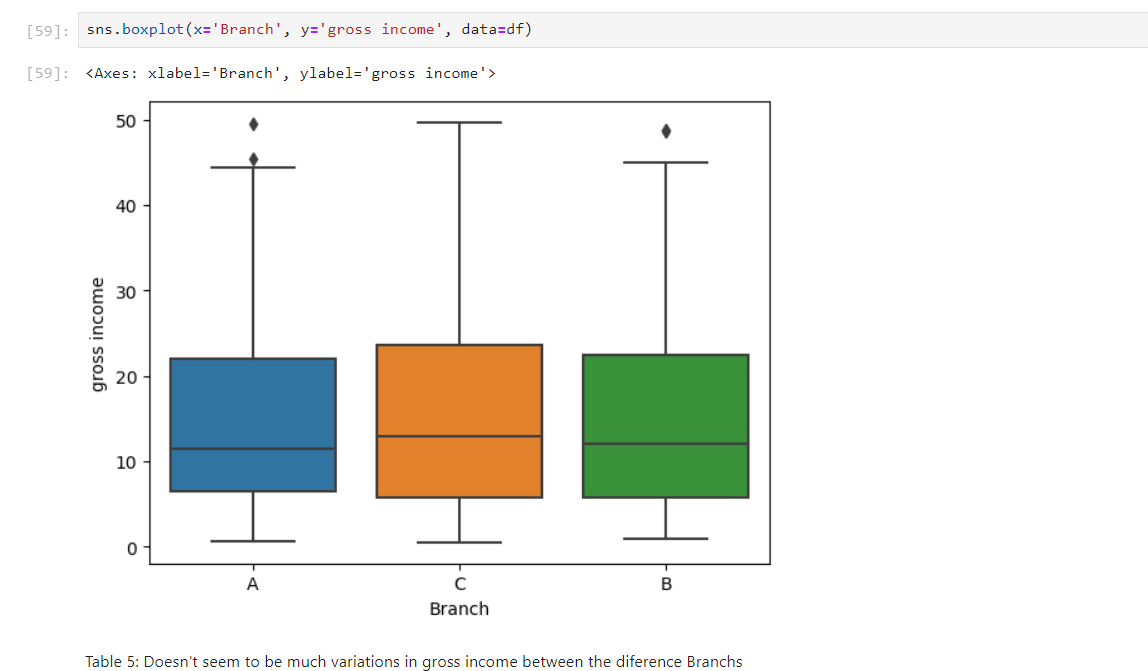 [59]: sns.boxplot(x='Branch', y='gross income', data=df)
[59]: <Axes: xlabel='Branch', ylabel='gross income'>
50
40
30
20
10
0
gross income
A C B
Branch
Table 5: Doesn't seem to be much variations in gross income between the diference Branchs